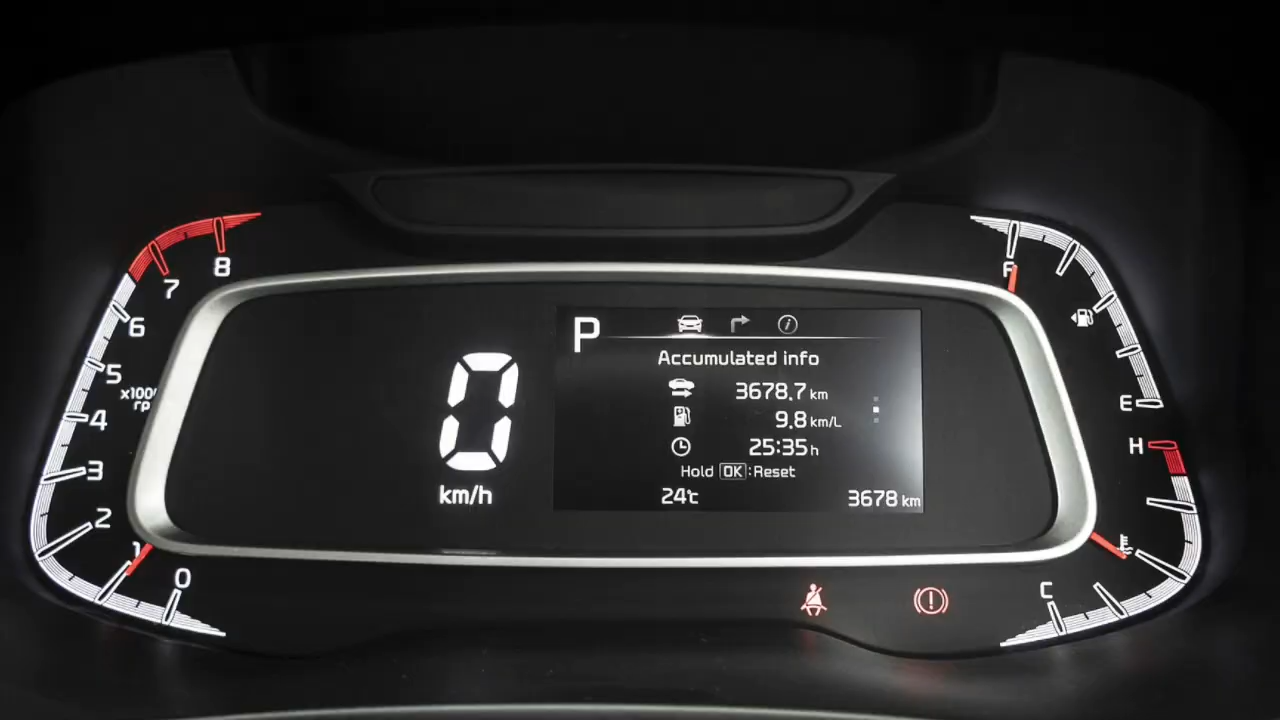 8
7
6
5
x1000
rpm
4
3
2
1
0
0
km/h
P
Accumulated info
3678.7 km
9.8 km/L
25:35 h
Hold OK : Reset
24℃
3678 km
F
E
H
C